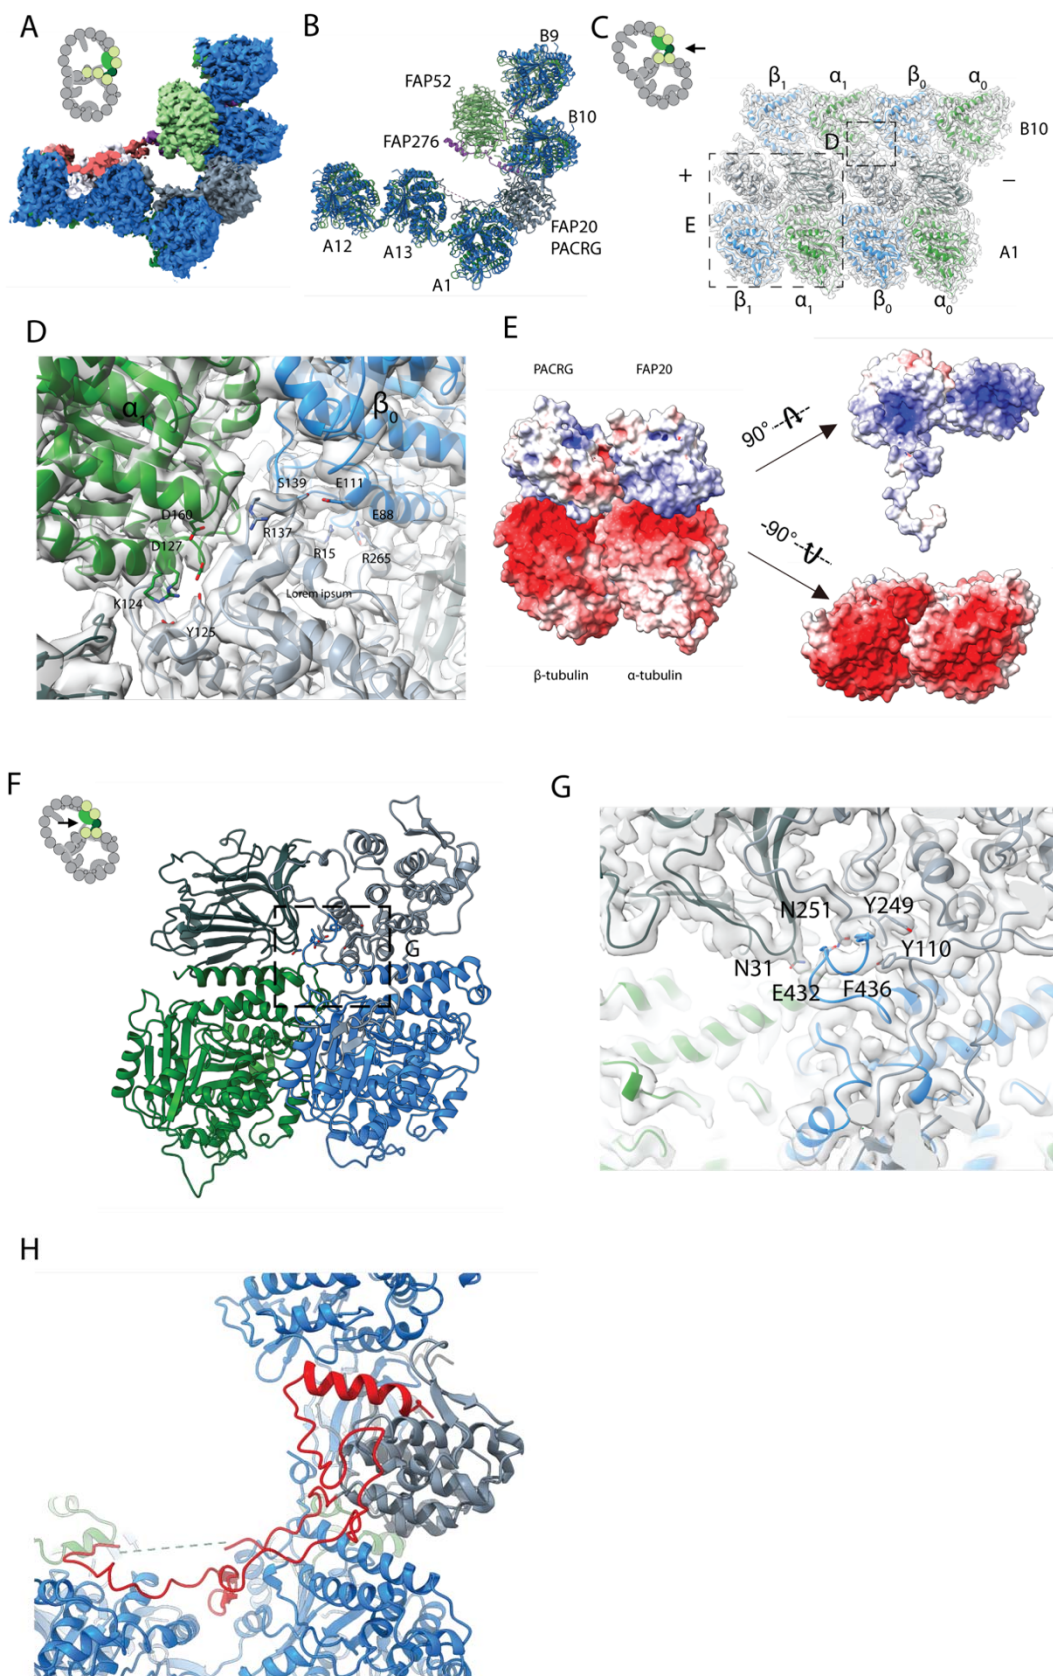 A
B
C
B9
FAP52
B10
FAP276
FAP20
PACRG
A12
A13
A1
β1
α1
β0
α0
B10
D
+
−
E
A1
β1
α1
β0
α0
D
α1
β0
S139
E111
D160
E88
R137
D127
R15
R265
Lorem ipsum
K124
Y125
E
PACRG
FAP20
90°
-90°
β-tubulin
α-tubulin
F
G
G
N251
Y249
Y110
N31
E432
F436
H